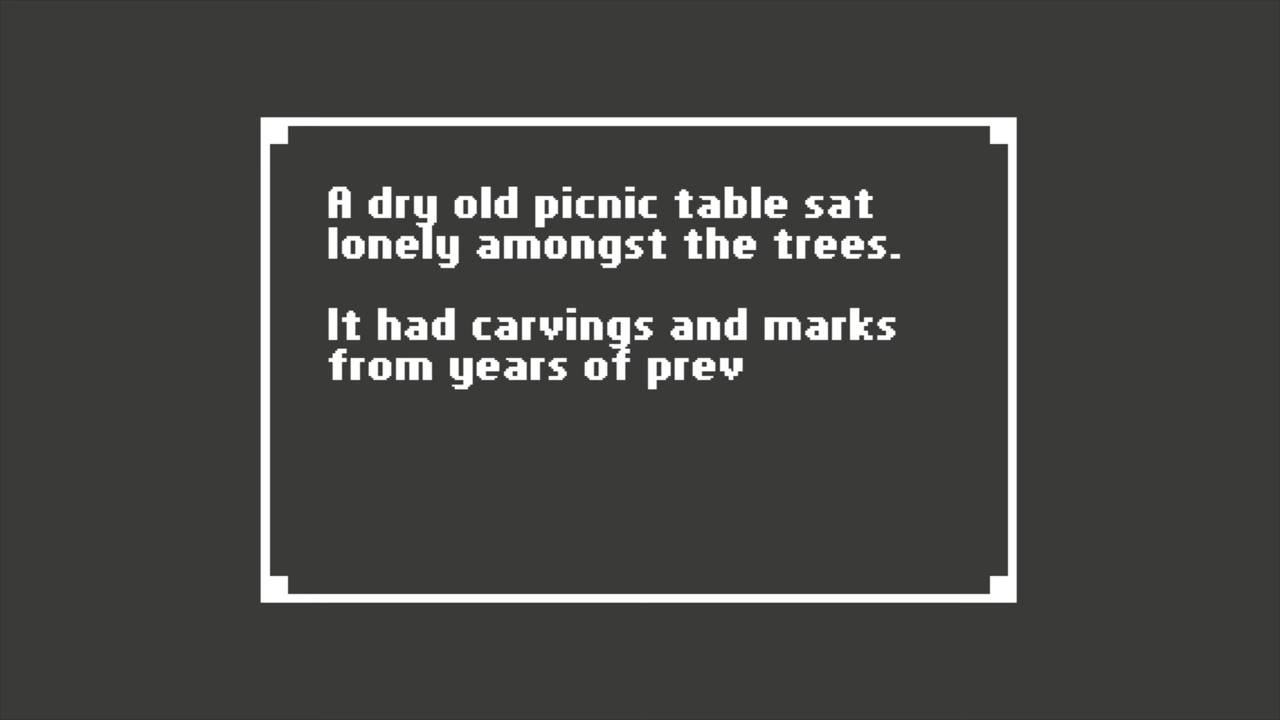 A dry old picnic table sat
lonely amongst the trees.
It had carvings and marks
from years of prev